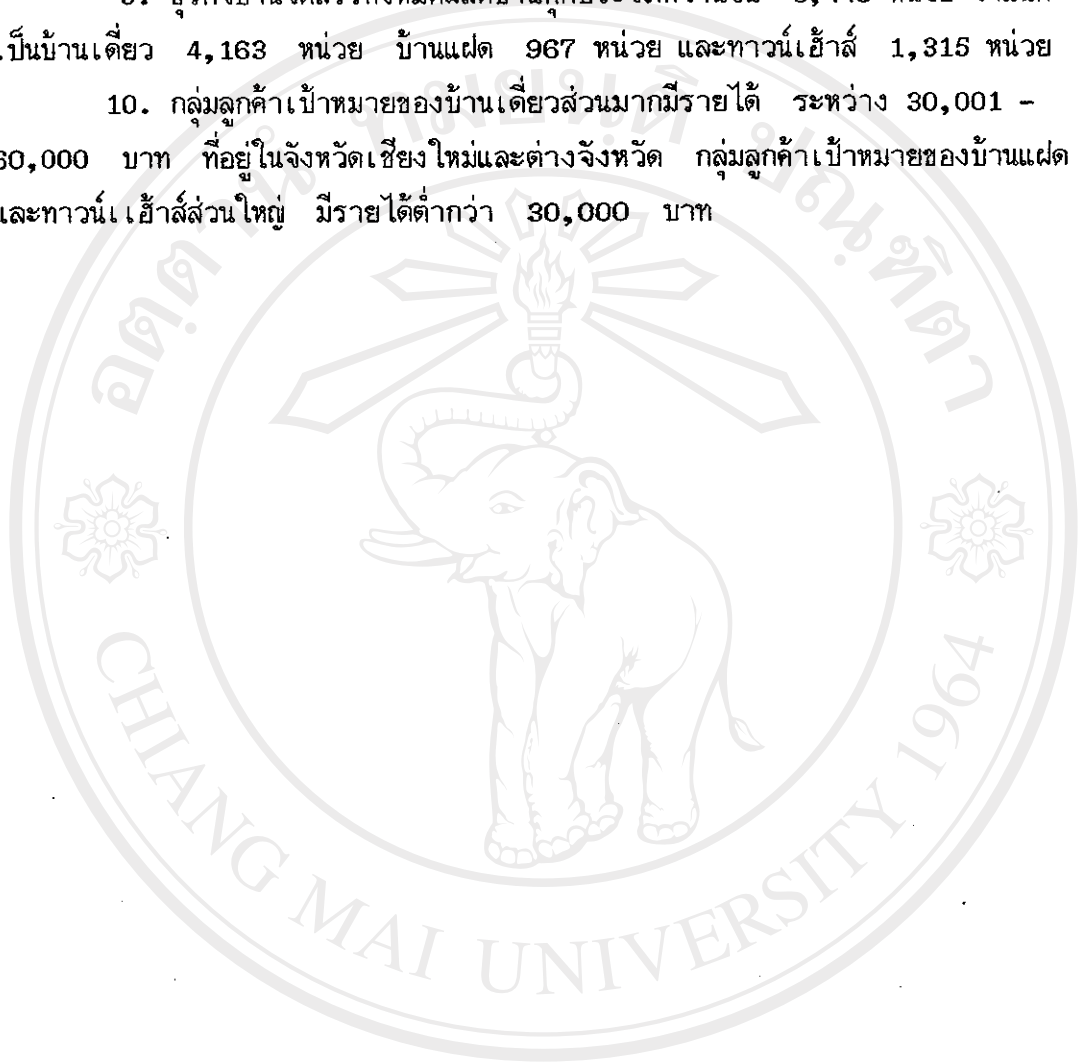 เป็นบ้านเดี่ยว 4,163 หน่วย บ้านแฝด 967 หน่วย และทาวน์เฮ้าส์ 1,315 หน่วย
10. กลุ่มลูกค้าเป้าหมายของบ้านเดี่ยวส่วนมากมีรายได้ ระหว่าง 30,001 -
60,000 บาท ที่อยู่ในจังหวัดเชียงใหม่และต่างจังหวัด กลุ่มลูกค้าเป้าหมายของบ้านแฝด
และทาวน์เเฮ้าส์ส่วนใหญ่ มีรายได้ต่ำกว่า 30,000 บาท
CHIANG MAI UNIVERSITY 1964